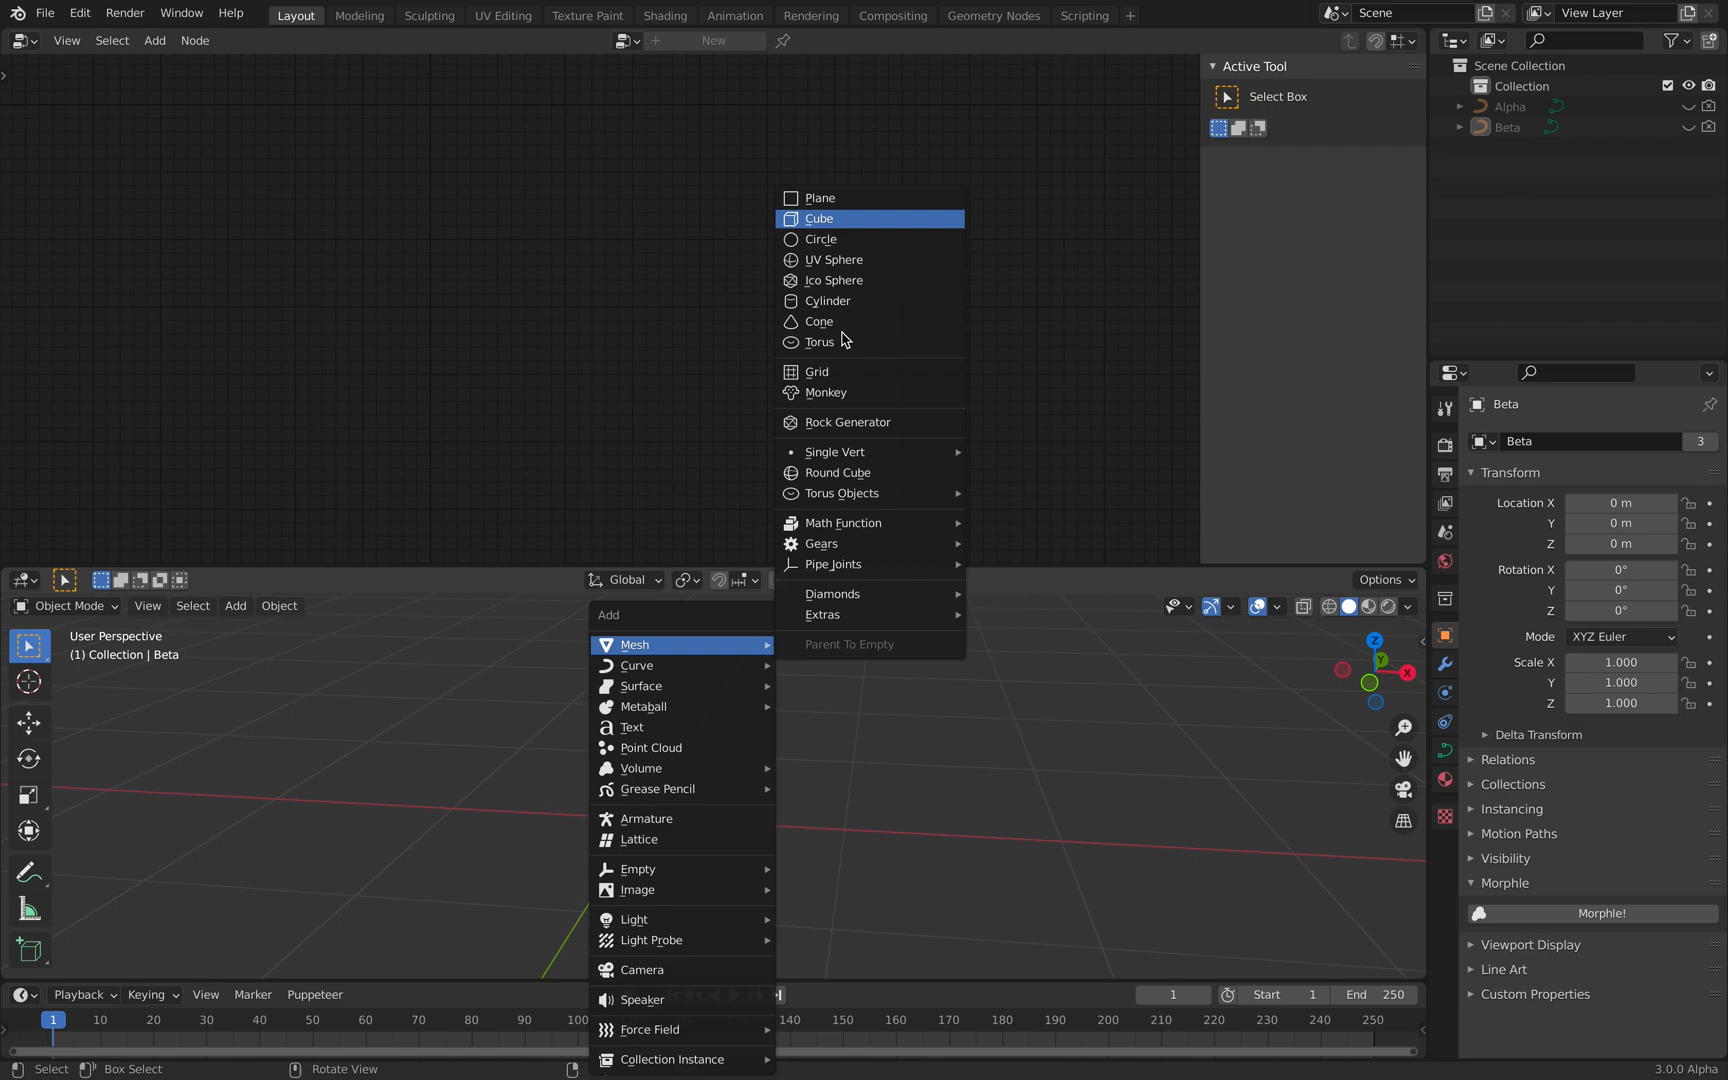 File Edit Render Window Help Layout Modeling Sculpting UV Editing Texture Paint Shading Animation Rendering Compositing Geometry Nodes Scripting Scene View Layer
View Select Add Node New
Active Tool
Select Box
Scene Collection
Collection
Alpha
Beta
Plane
Cube
Circle
UV Sphere
Ico Sphere
Cylinder
Cone
Torus
Grid
Monkey
Rock Generator
Single Vert
Round Cube
Torus Objects
Math Function
Gears
Pipe Joints
Diamonds
Extras
Parent To Empty
Global Options
Object Mode View Select Add Object
User Perspective
(1) Collection | Beta
Add
Mesh
Curve
Surface
Metaball
Text
Point Cloud
Volume
Grease Pencil
Armature
Lattice
Empty
Image
Light
Light Probe
Camera
Speaker
Force Field
Collection Instance
X
Y
Z
Beta
Beta 3
Transform
Location X 0 m
Y 0 m
Z 0 m
Rotation X 0°
Y 0°
Z 0°
Mode XYZ Euler
Scale X 1.000
Y 1.000
Z 1.000
Delta Transform
Relations
Collections
Instancing
Motion Paths
Visibility
Morphle
Morphle!
Viewport Display
Line Art
Custom Properties
Playback Keying View Marker Puppeteer 1 Start 1 End 250
1 10 20 30 40 50 60 70 80 90 100 140 150 160 170 180 190 200 210 220 230 240 250
Select Box Select Rotate View 3.0.0 Alpha